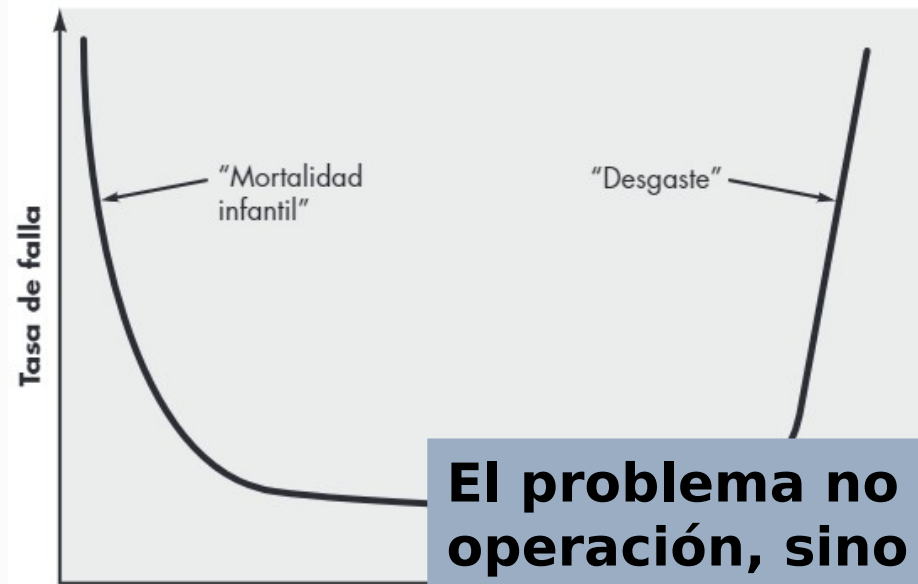 Tasa de falla
"Mortalidad
infantil"
"Desgaste"
El problema no
operación, sino